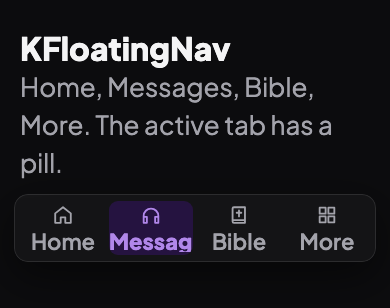 KFloatingNav
Home, Messages, Bible,
More. The active tab has a
pill.
Home Messag Bible More